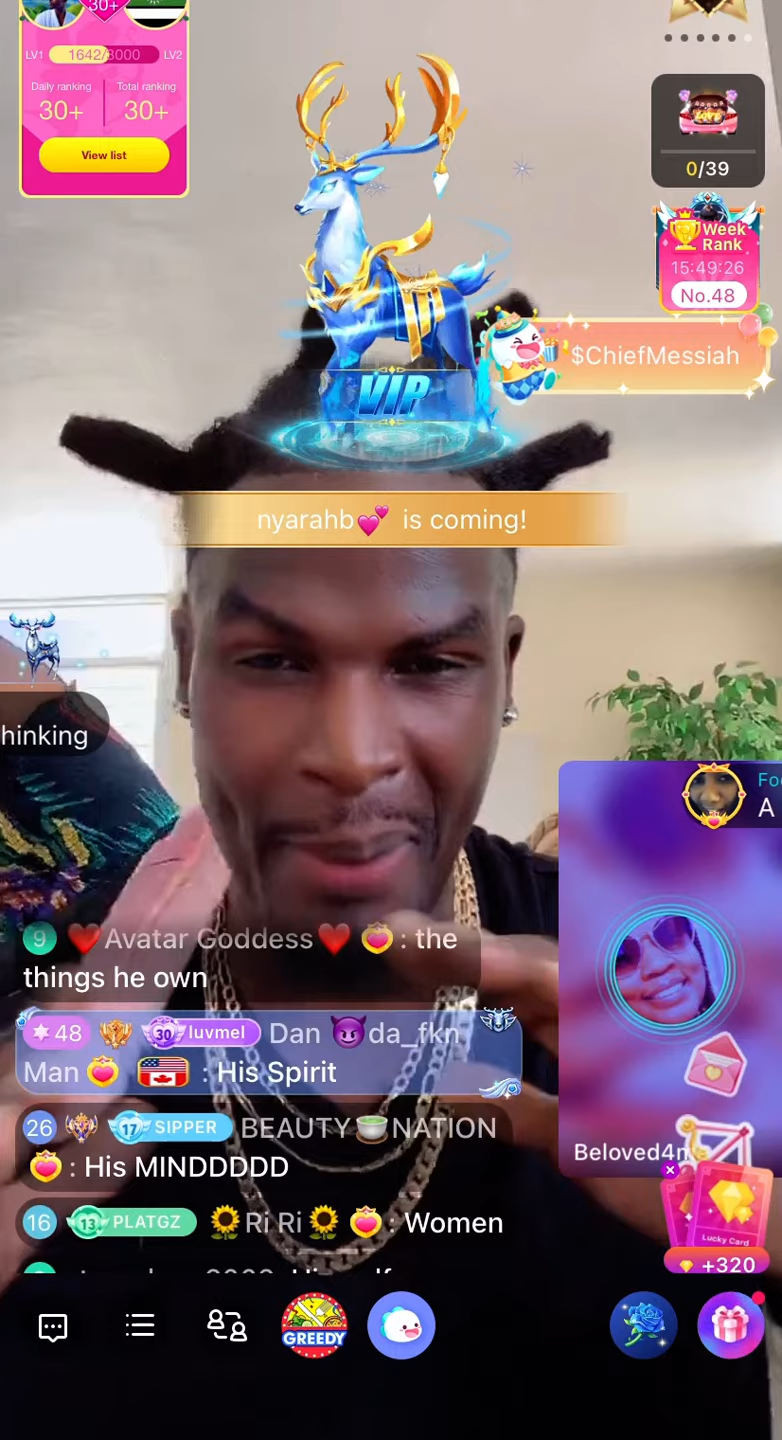 30+
LV1 1642/3000 LV2
Daily ranking Total ranking
30+ 30+
View list
LOVE
0/39
Week
Rank
15:49:26
No.48
$ChiefMessiah
VIP
nyarahb💕 is coming!
hinking
Fo
A
9 ❤️Avatar Goddess❤️ : the
things he own
48 30 luvmel Dan 😈da_fkn
Man : His Spirit
26 17 SIPPER BEAUTY🍵NATION
: His MINDDDDD
16 13 PLATGZ 🌻Ri Ri🌻 : Women
Beloved4
Lucky Card
+320
GREEDY